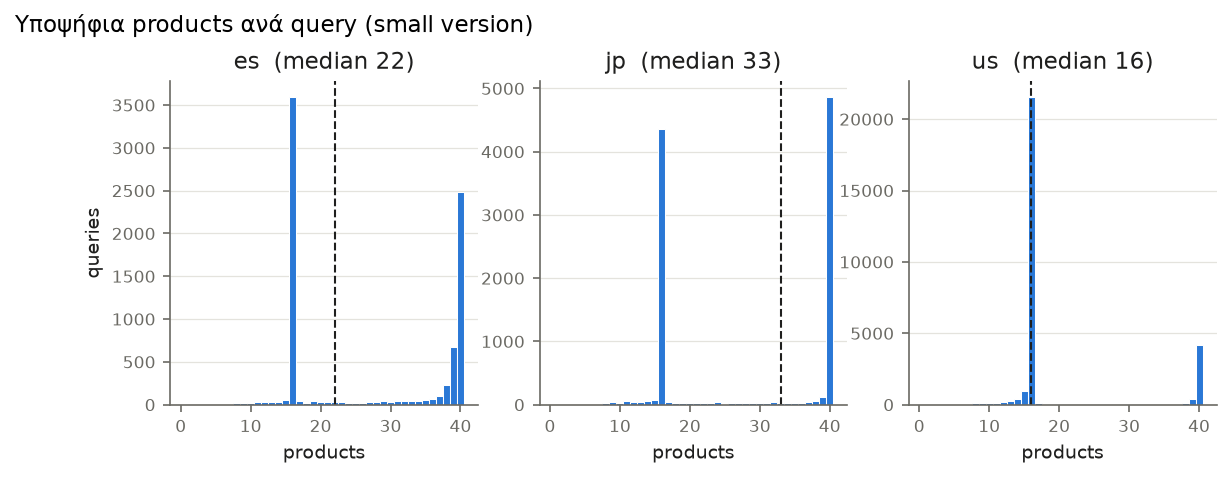 Υποψήφια products ανά query (small version)
es  (median 22)
jp  (median 33)
us  (median 16)
queries
3500
3000
2500
2000
1500
1000
500
0
0 10 20 30 40
products
5000
4000
3000
2000
1000
0
0 10 20 30 40
products
20000
15000
10000
5000
0
0 10 20 30 40
products